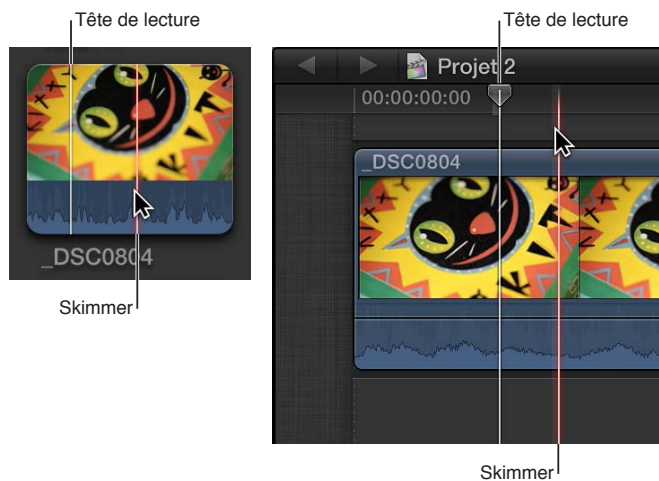 Tête de lecture
Tête de lecture
Projet 2
00:00:00:00
_DSC0804
_DSC0804
Skimmer
Skimmer